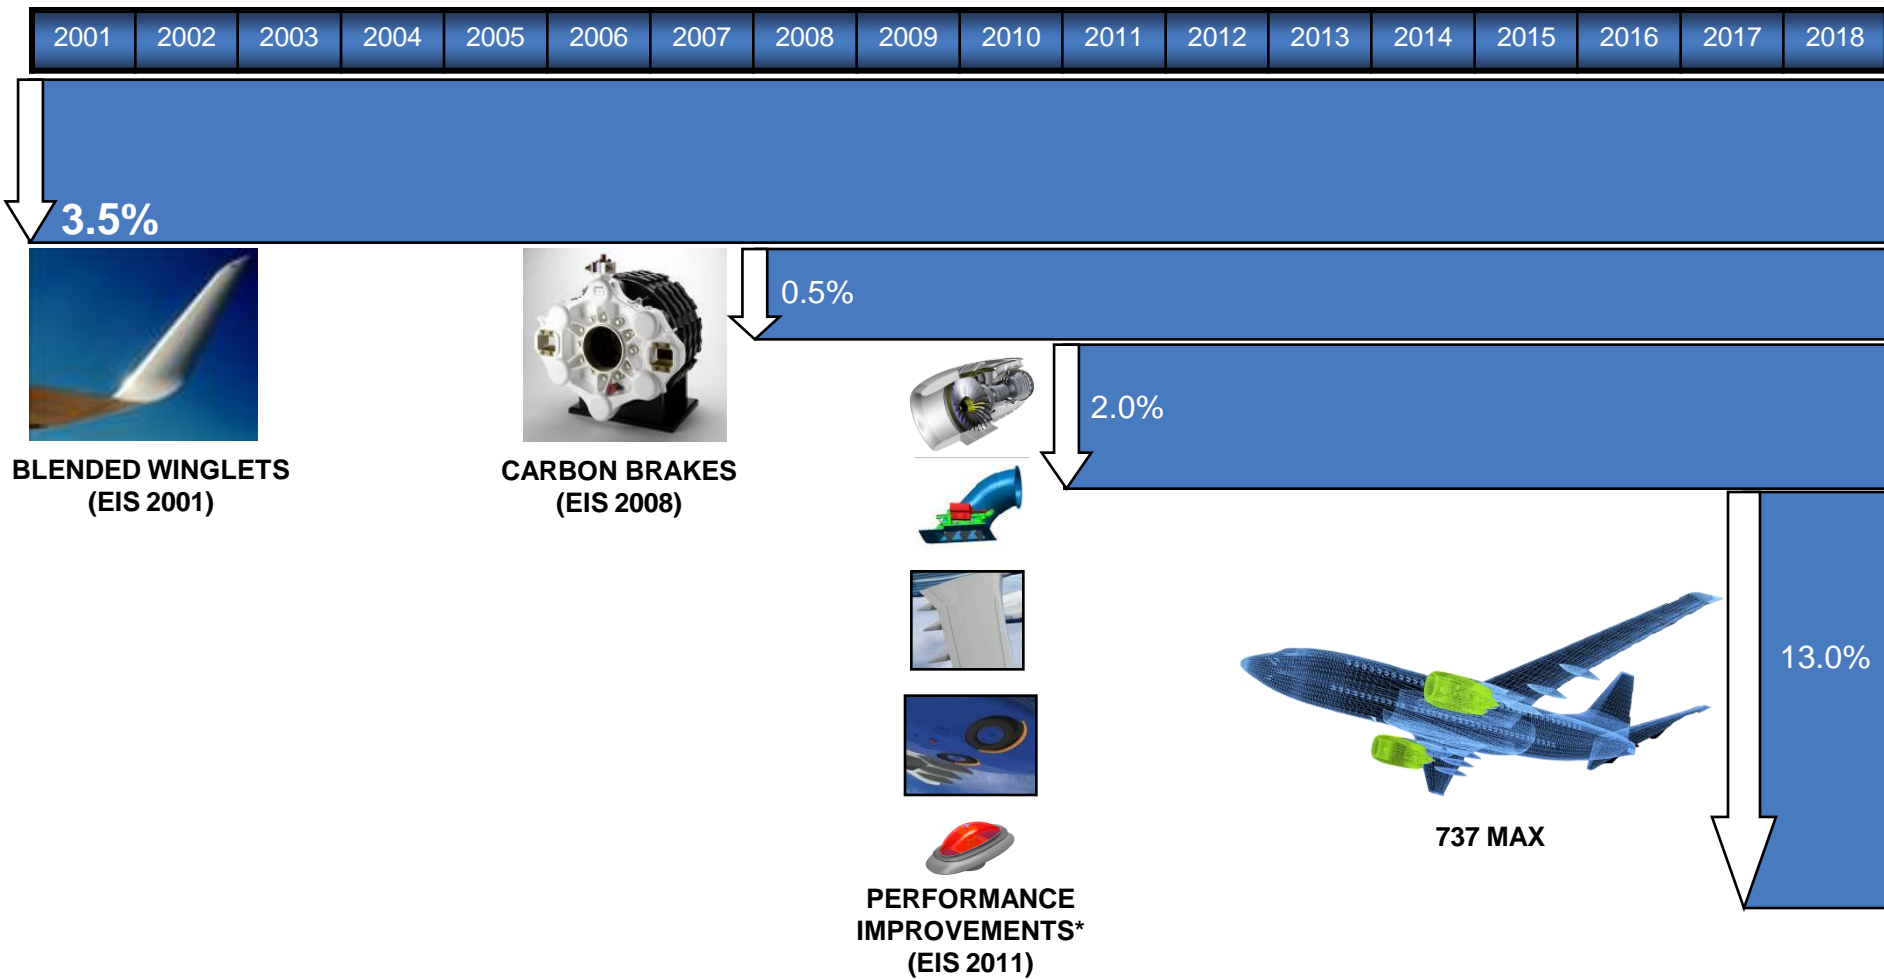 2001 2002 2003 2004 2005 2006 2007 2008 2009 2010 2011 2012 2013 2014 2015 2016 2017 2018
3.5%
0.5%
2.0%
13.0%
BLENDED WINGLETS
(EIS 2001)
CARBON BRAKES
(EIS 2008)
PERFORMANCE
IMPROVEMENTS*
(EIS 2011)
737 MAX